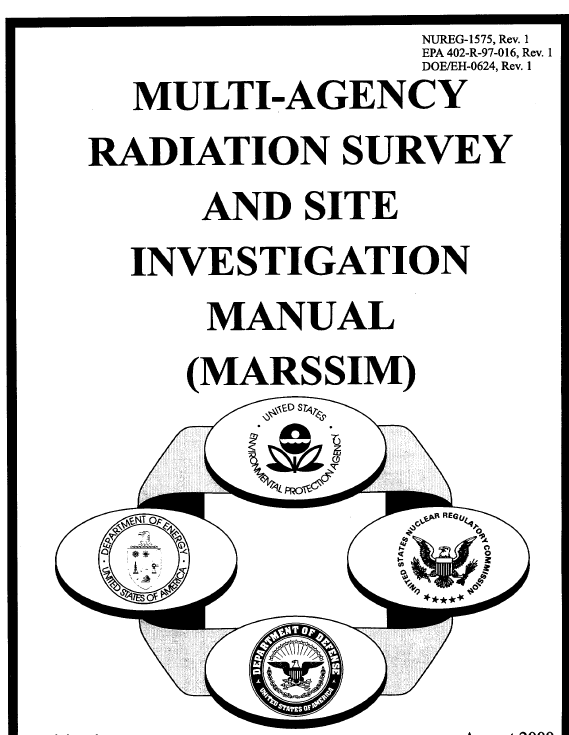 NUREG-1575, Rev. 1
EPA 402-R-97-016, Rev. 1
DOE/EH-0624, Rev. 1
MULTI-AGENCY
RADIATION SURVEY
AND SITE
INVESTIGATION
MANUAL
(MARSSIM)
UNITED STATES
ENVIRONMENTAL PROTECTION AGENCY
DEPARTMENT OF ENERGY
UNITED STATES OF AMERICA
UNITED STATES NUCLEAR REGULATORY COMMISSION
DEPARTMENT OF DEFENSE
UNITED STATES OF AMERICA
August 2000